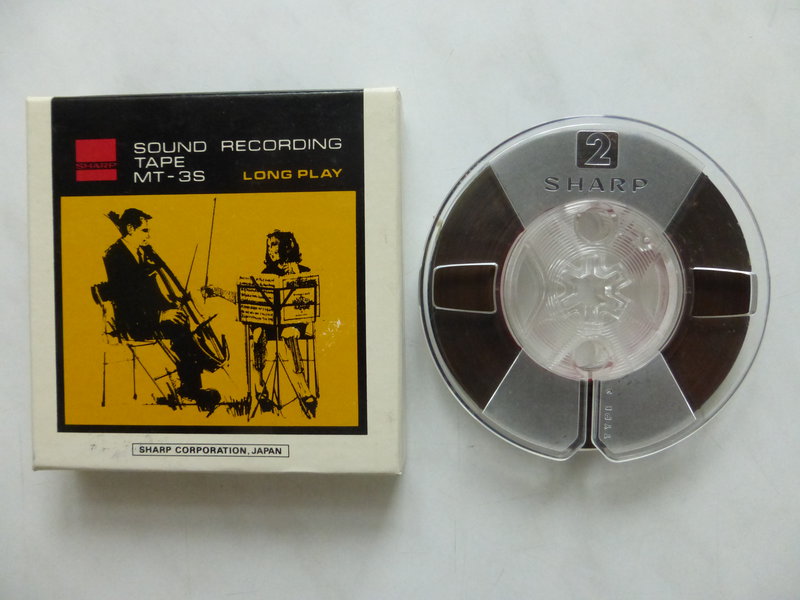 SHARP
SOUND RECORDING
TAPE
MT-3S LONG PLAY
SHARP CORPORATION, JAPAN
2
SHARP